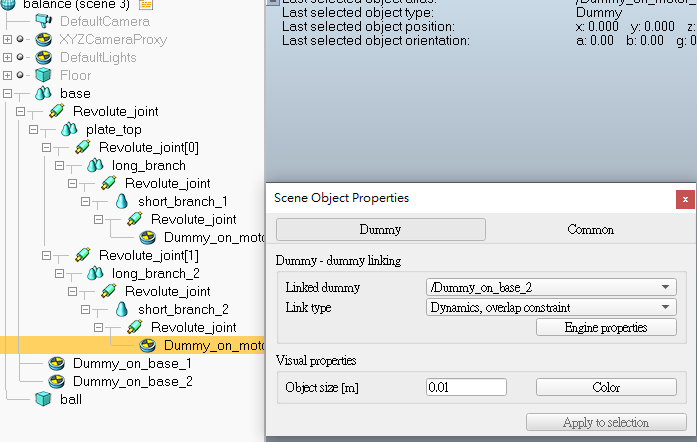 balance (scene 3)
DefaultCamera
XYZCameraProxy
DefaultLights
Floor
base
Revolute_joint
plate_top
Revolute_joint[0]
long_branch
Revolute_joint
short_branch_1
Revolute_joint
Dummy_on_moto
Revolute_joint[1]
long_branch_2
Revolute_joint
short_branch_2
Revolute_joint
Dummy_on_moto
Dummy_on_base_1
Dummy_on_base_2
ball
Last selected object alias: /Dummy_on_motor_
Last selected object type: Dummy
Last selected object position: x: 0.000 y: 0.000 z:
Last selected object orientation: a: 0.00 b: 0.00 g: 0
Scene Object Properties
x
Dummy Common
Dummy - dummy linking
Linked dummy /Dummy_on_base_2
Link type Dynamics, overlap constraint
Engine properties
Visual properties
Object size [m] 0.01 Color
Apply to selection